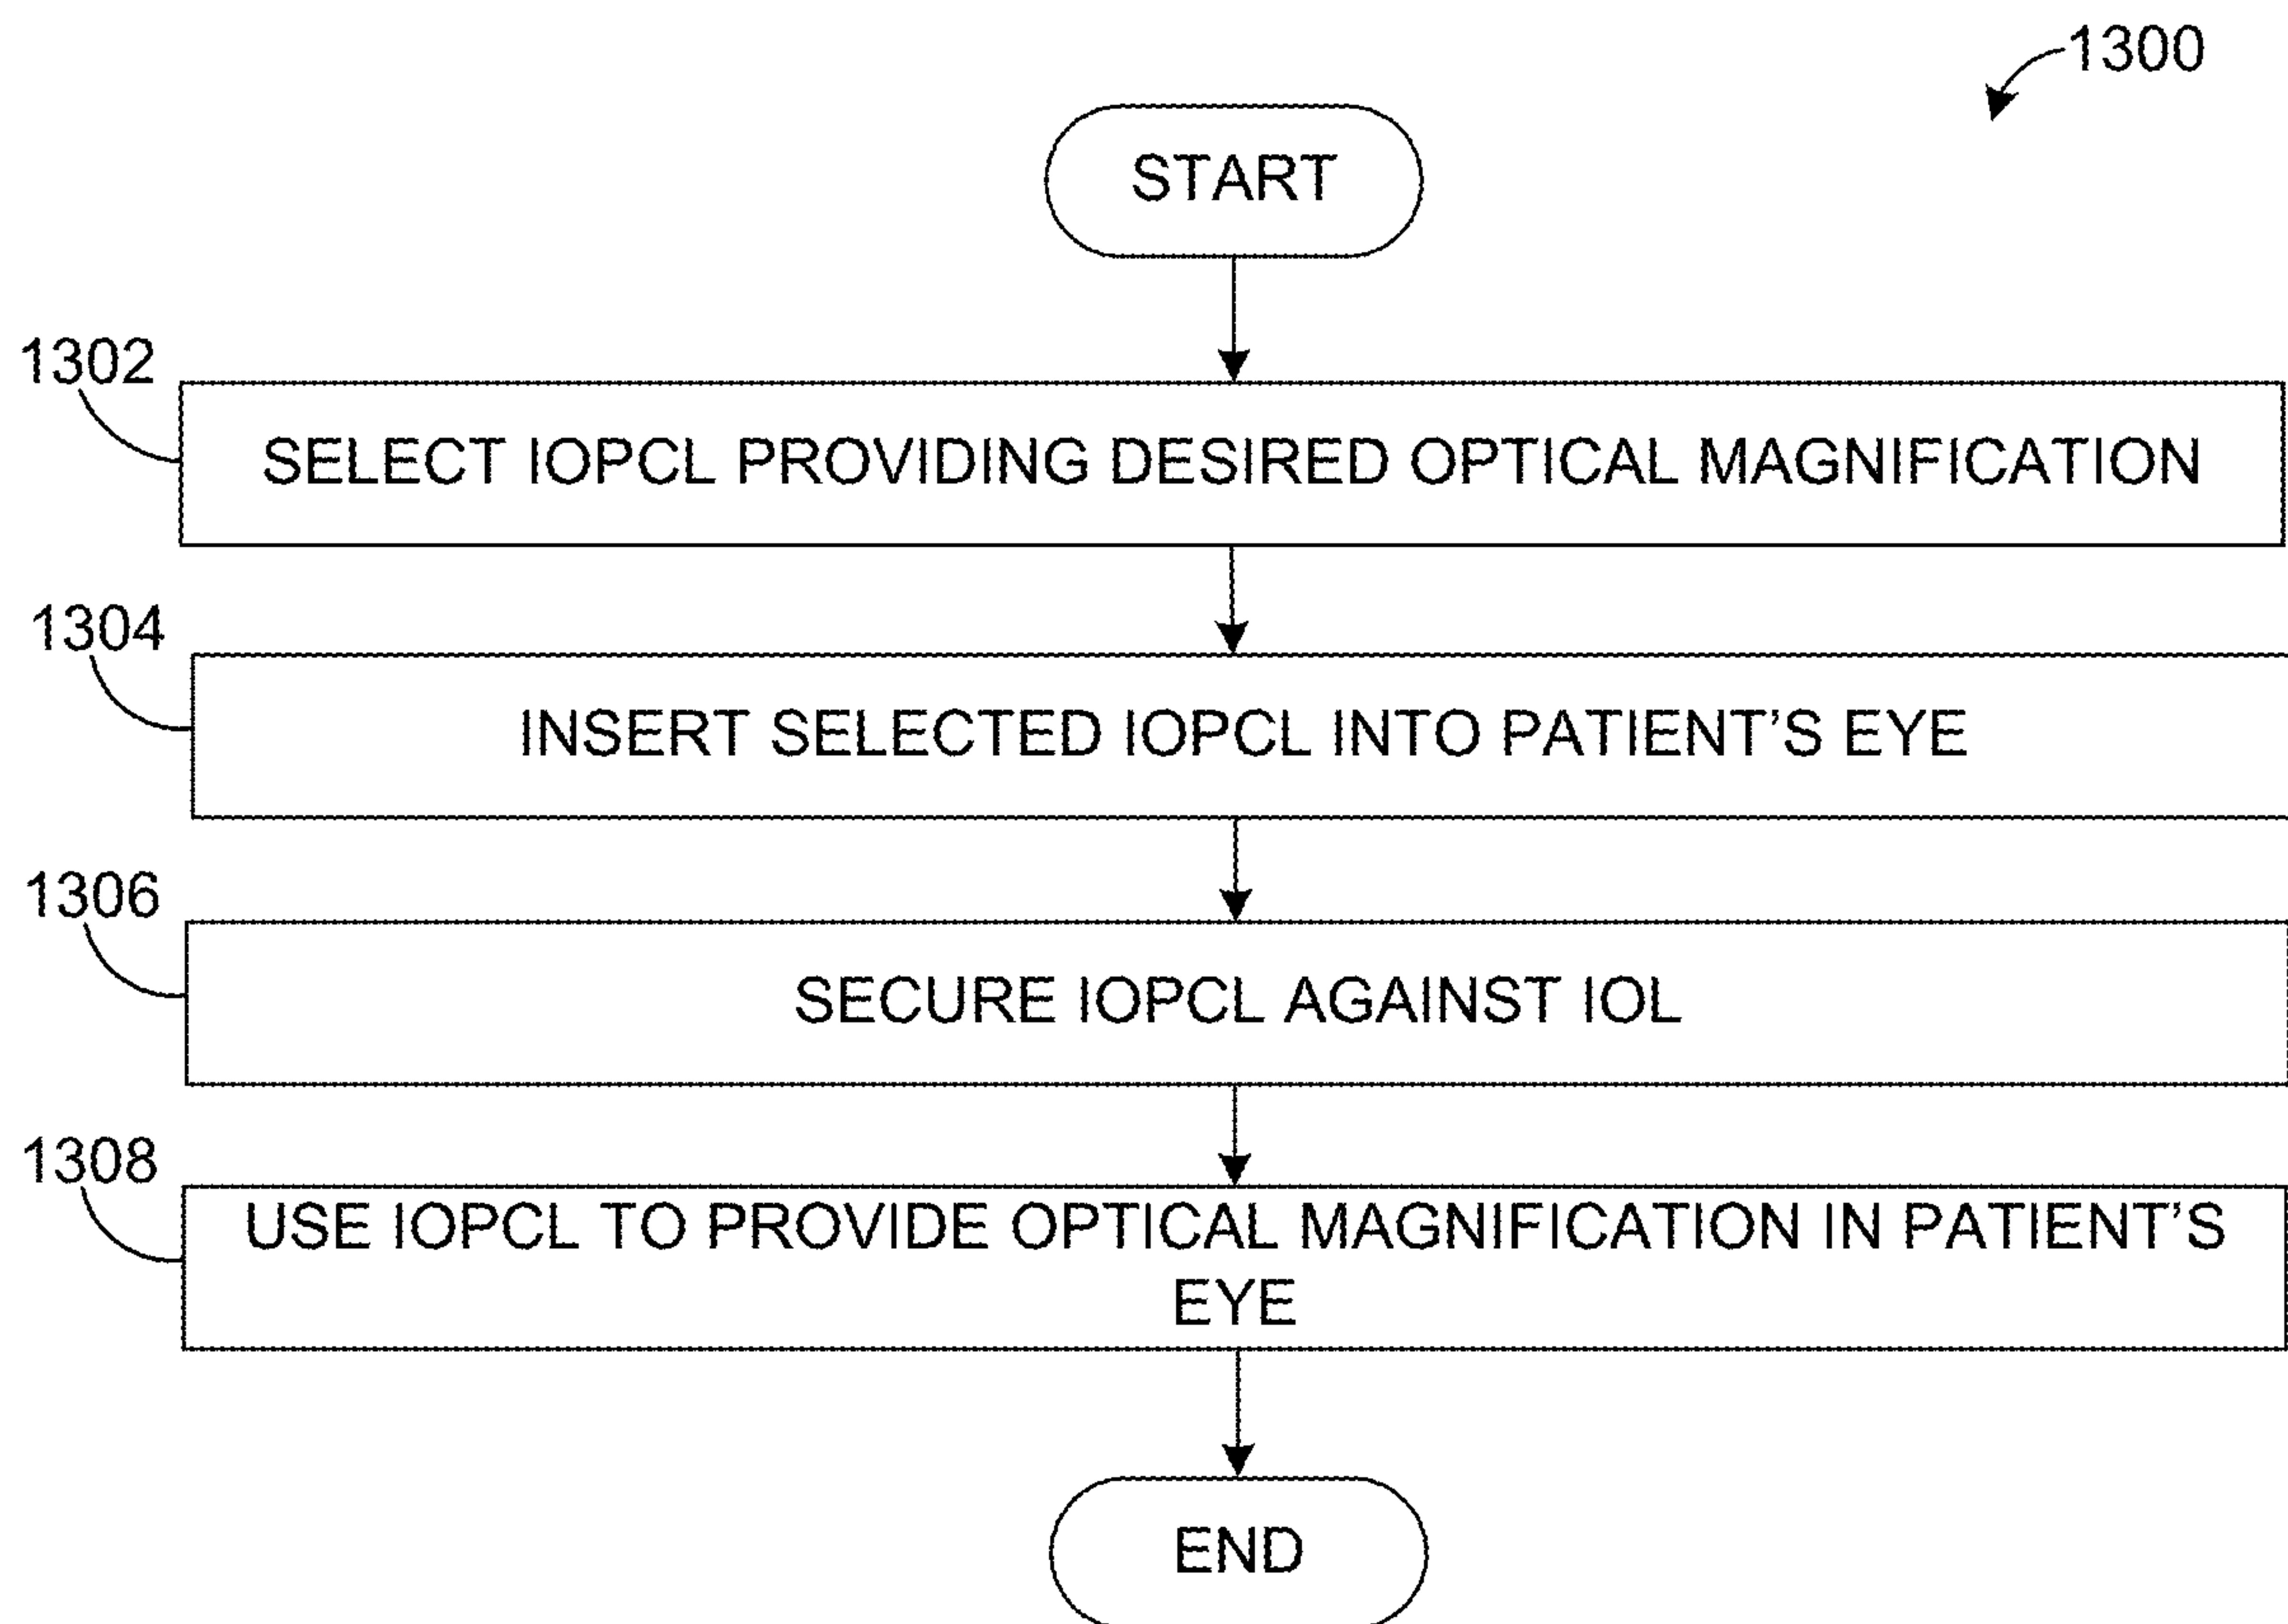 1300
START
1302
SELECT IOPCL PROVIDING DESIRED OPTICAL MAGNIFICATION
1304
INSERT SELECTED IOPCL INTO PATIENT’S EYE
1306
SECURE IOPCL AGAINST IOL
1308
USE IOPCL TO PROVIDE OPTICAL MAGNIFICATION IN PATIENT’S
EYE
END